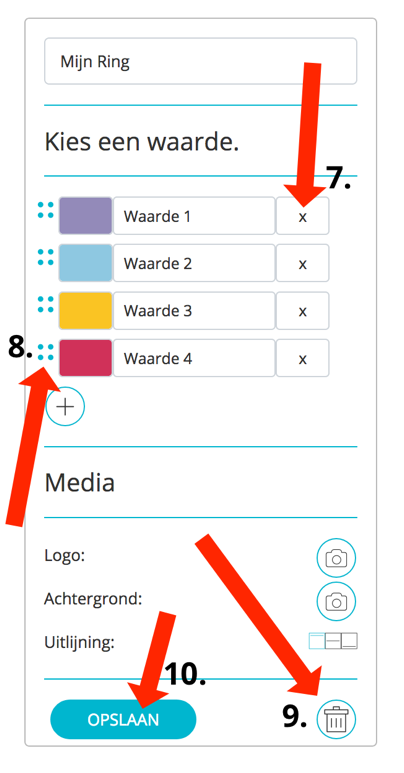 Mijn Ring
Kies een waarde.
7.
Waarde 1 x
Waarde 2 x
Waarde 3 x
8.
Waarde 4 x
+
Media
Logo:
Achtergrond:
Uitlijning:
10.
OPSLAAN
9.